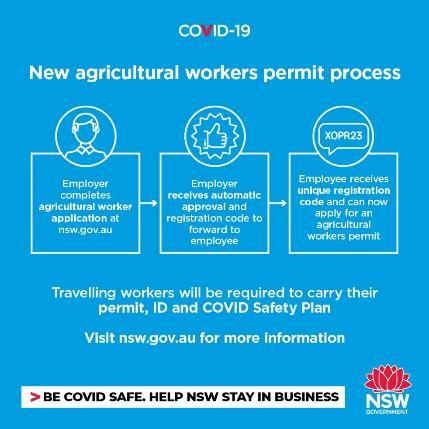 COVID-19
New agricultural workers permit process
XOPR23
Employer
completes
agricultural worker
application at
nsw.gov.au
Employer
receives automatic
approval and
registration code to
forward to
employee
Employee receives
unique registration
code and can now
apply for an
agricultural
workers permit
Travelling workers will be required to carry their
permit, ID and COVID Safety Plan
Visit nsw.gov.au for more information
> BE COVID SAFE. HELP NSW STAY IN BUSINESS
NSW
GOVERNMENT